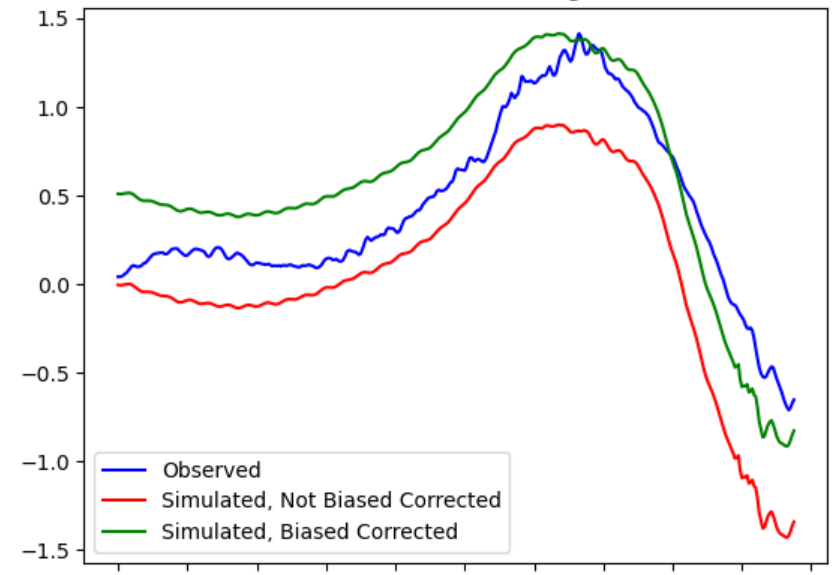 1.5
1.0
0.5
0.0
−0.5
−1.0
−1.5
Observed
Simulated, Not Biased Corrected
Simulated, Biased Corrected